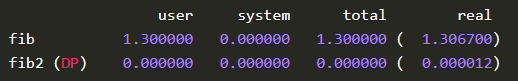 user system total real
fib 1.300000 0.000000 1.300000 ( 1.306700)
fib2 (DP) 0.000000 0.000000 0.000000 ( 0.000012)